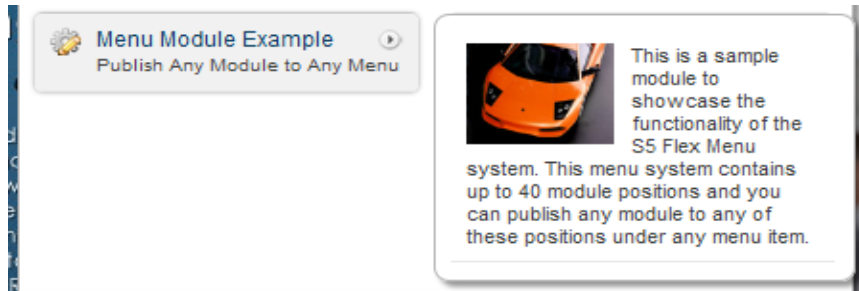 Menu Module Example
Publish Any Module to Any Menu
This is a sample
module to
showcase the
functionality of the
S5 Flex Menu
system. This menu system contains
up to 40 module positions and you
can publish any module to any of
these positions under any menu item.